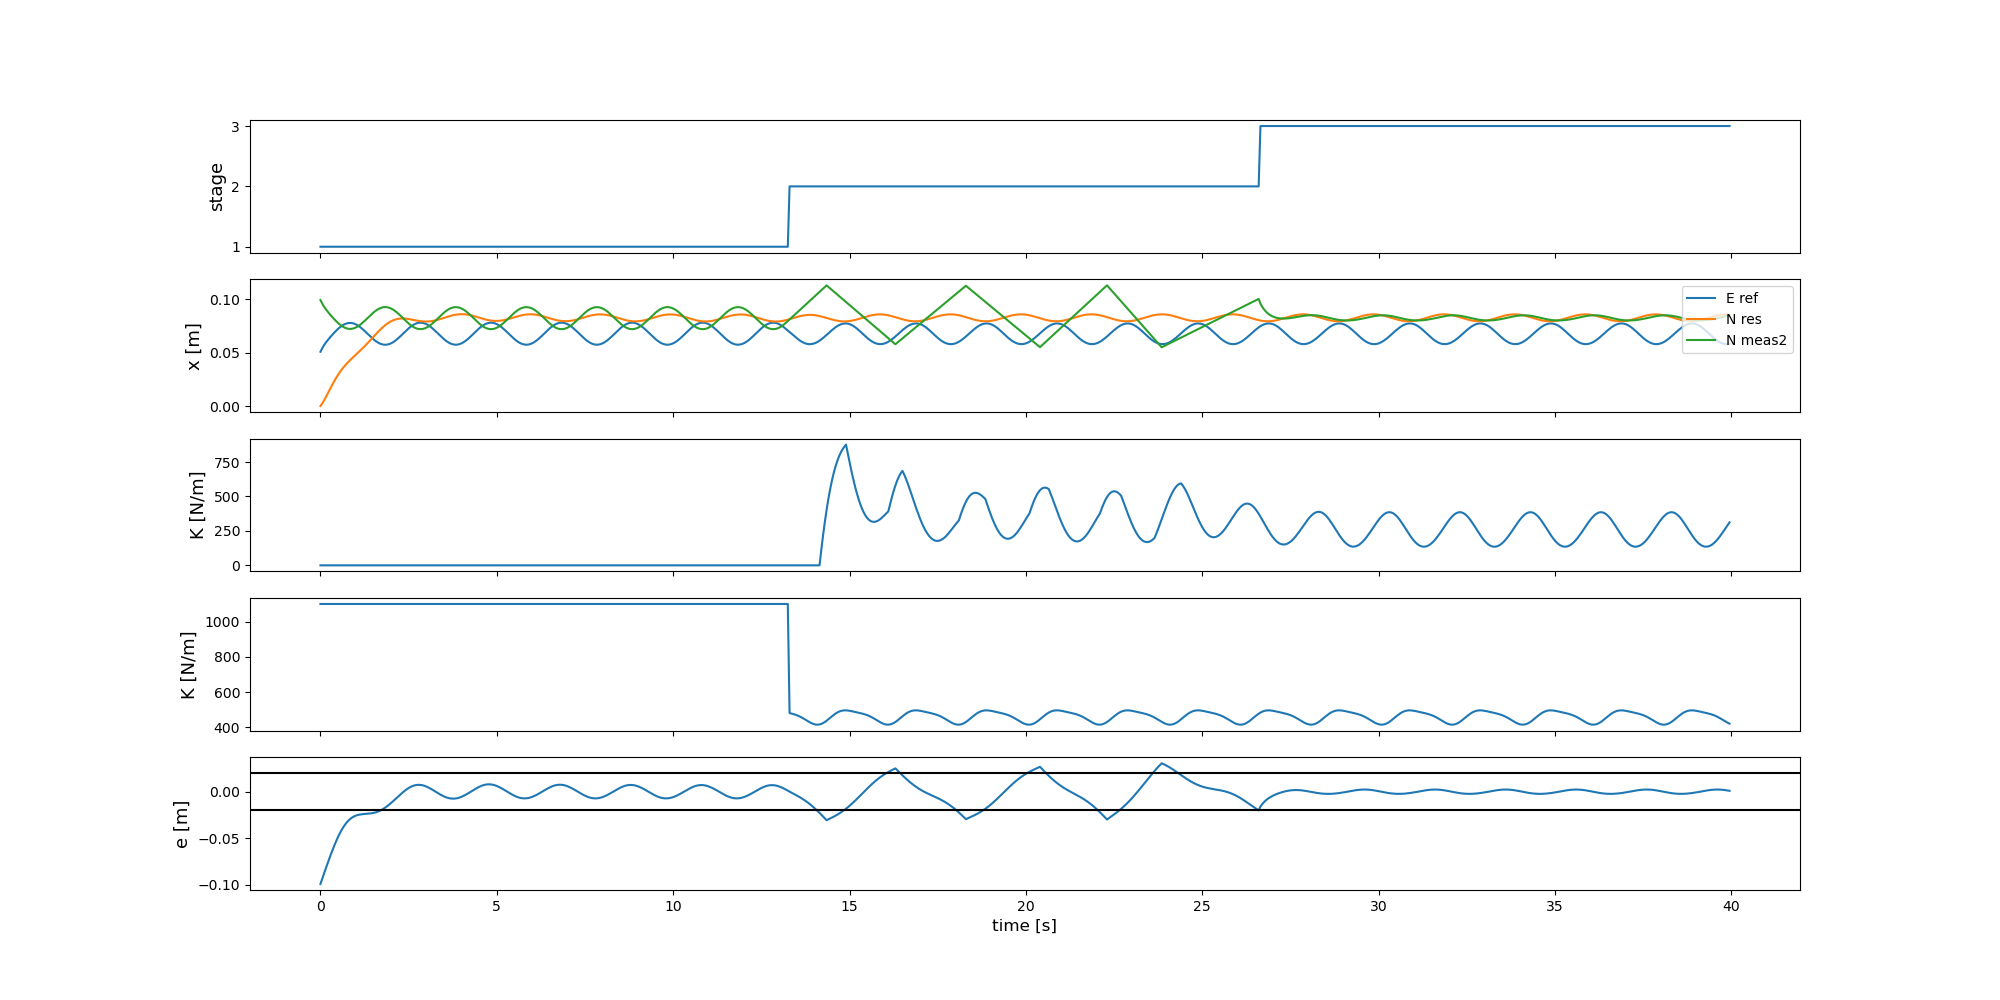 3
2
1
stage
0.10
0.05
0.00
x [m]
E ref
N res
N meas2
750
500
250
0
K [N/m]
1000
800
600
400
K [N/m]
0.00
−0.05
−0.10
e [m]
0 5 10 15 20 25 30 35 40
time [s]